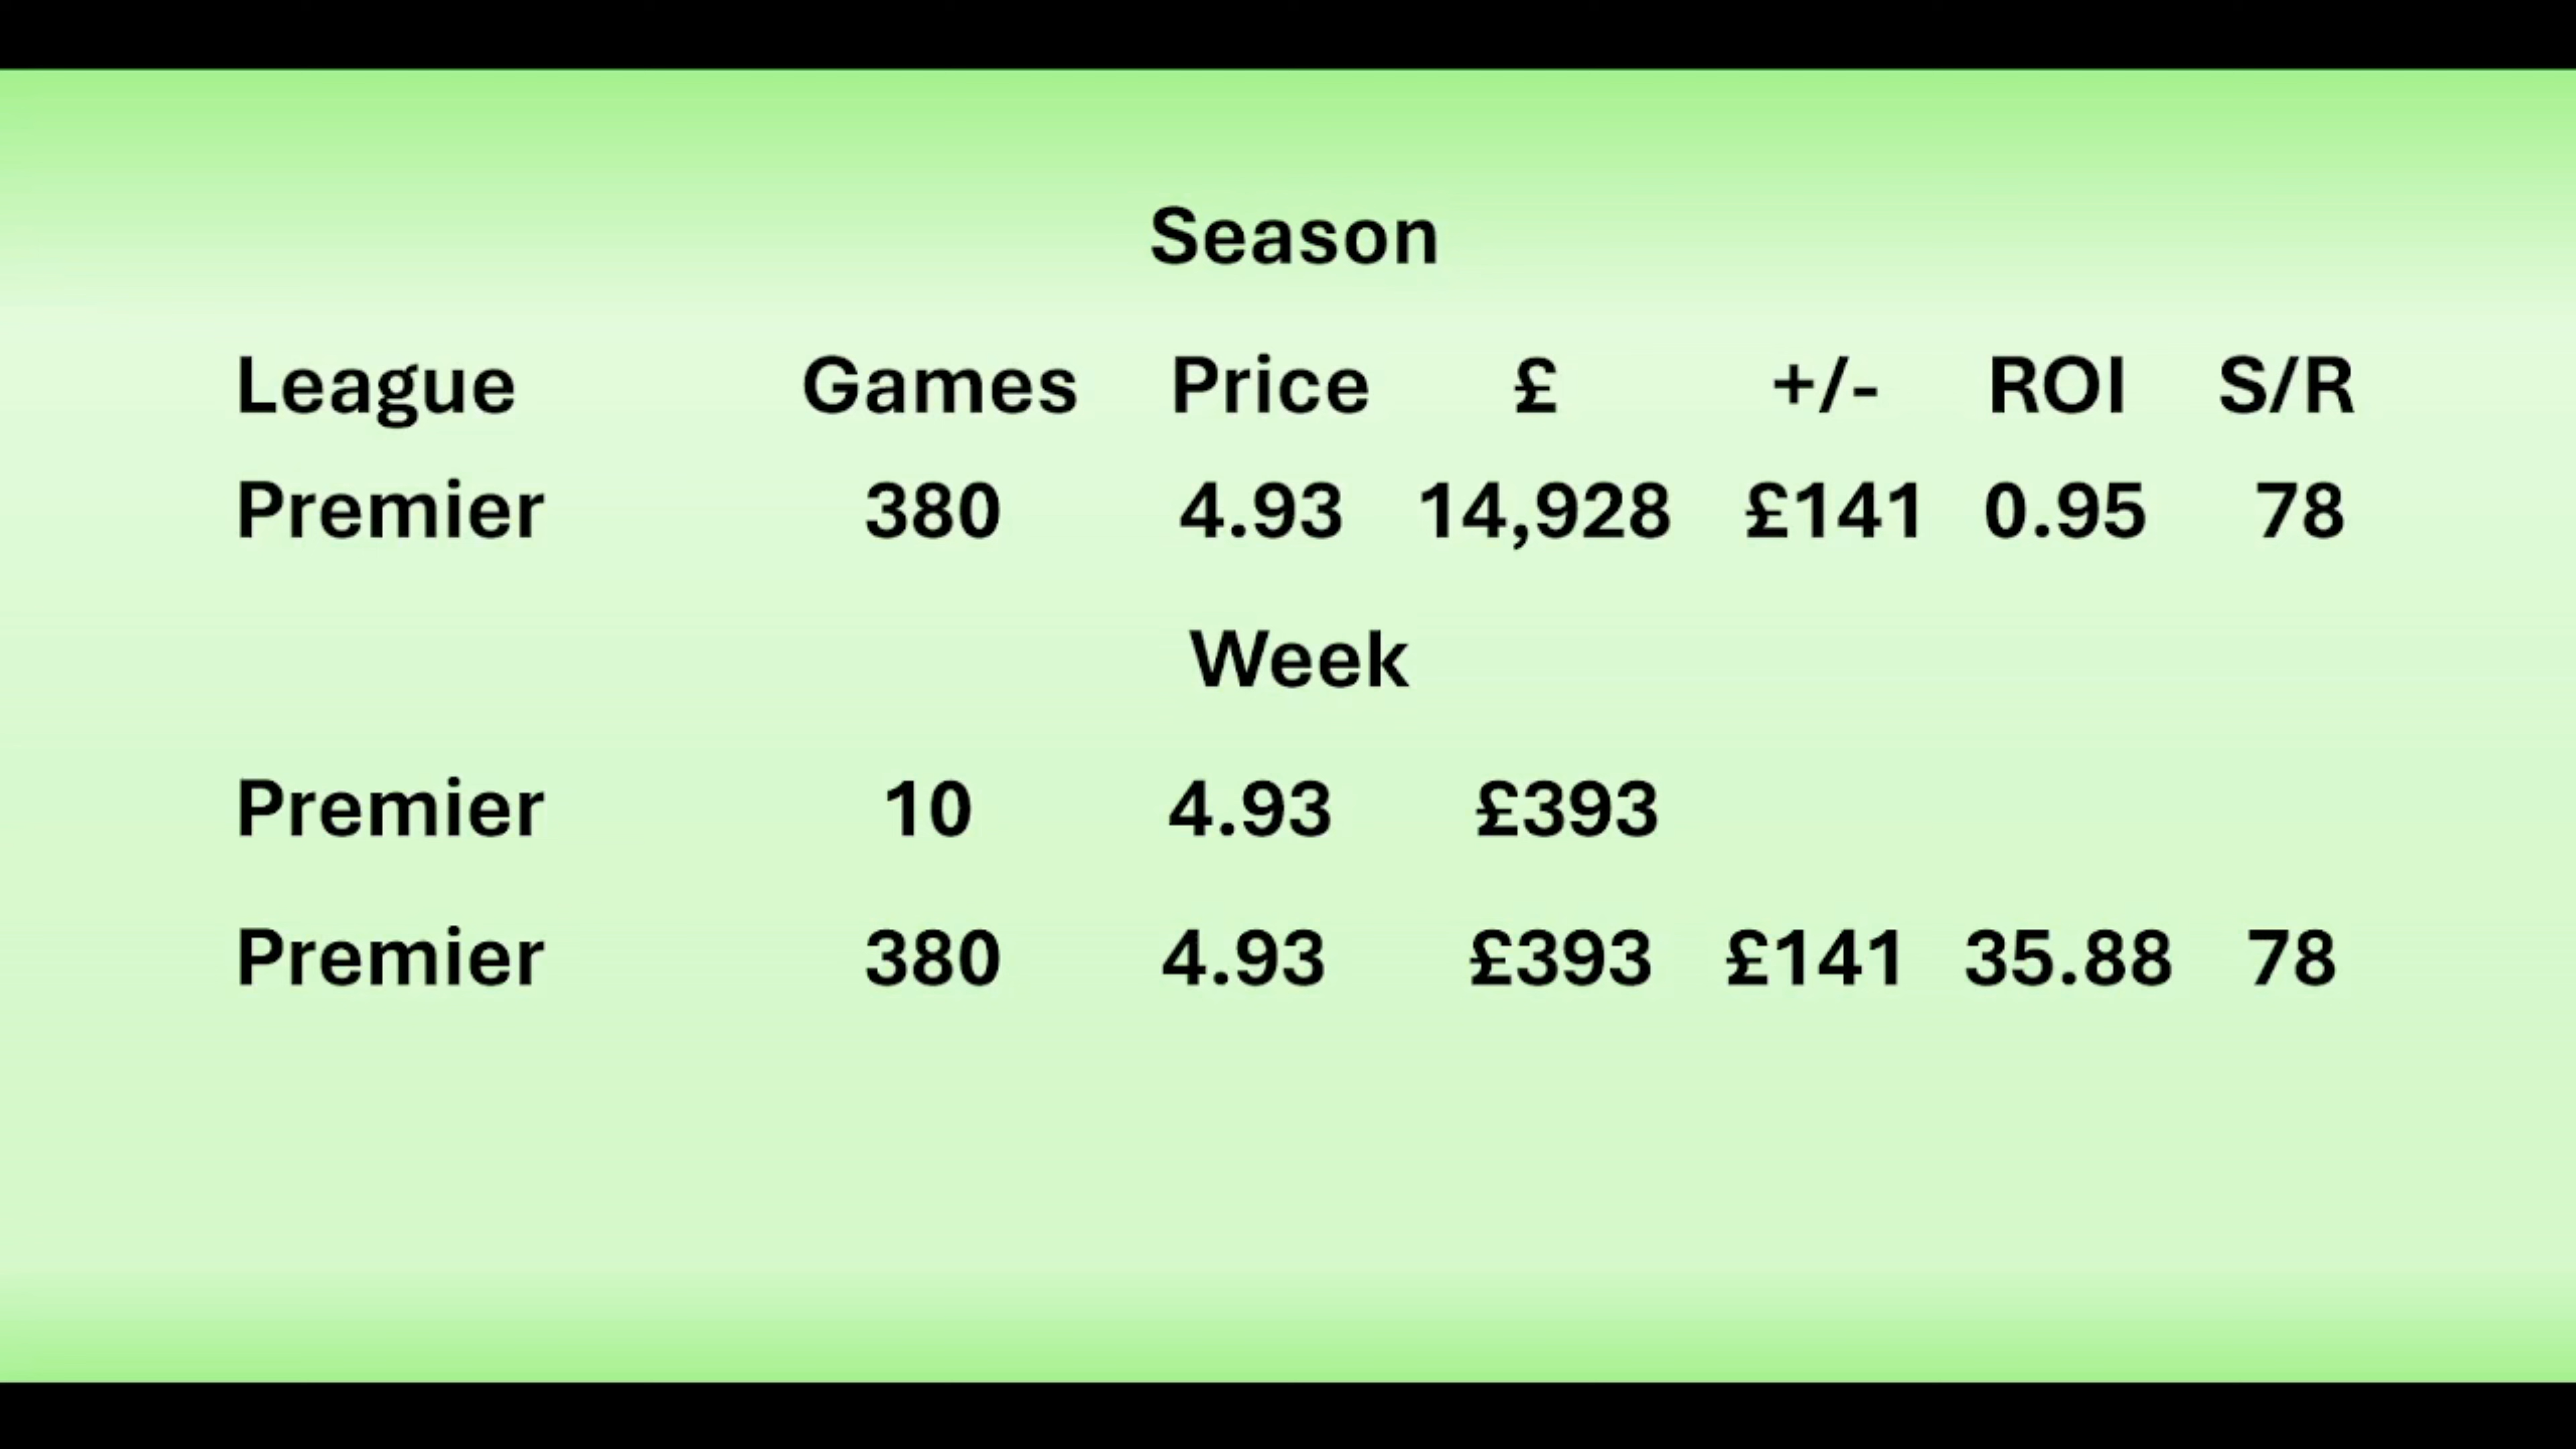 Season
League Games Price £ +/- ROI S/R
Premier 380 4.93 14,928 £141 0.95 78
Week
Premier 10 4.93 £393
Premier 380 4.93 £393 £141 35.88 78